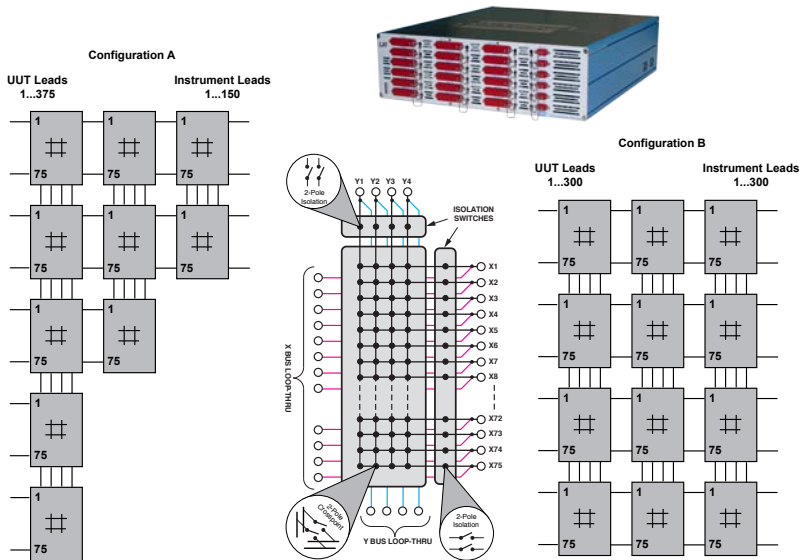 Configuration A
UUT Leads
1...375
Instrument Leads
1...150
1
75
1
75
1
75
1
75
1
75
1
75
1
75
1
75
1
75
1
75
2-Pole
Isolation
Y1 Y2 Y3 Y4
ISOLATION
SWITCHES
X1
X2
X3
X4
X5
X6
X7
X8
X72
X73
X74
X75
X BUS LOOP-THRU
2-Pole
Crosspoint
Y BUS LOOP-THRU
2-Pole
Isolation
Configuration B
UUT Leads
1...300
Instrument Leads
1...300
1
75
1
75
1
75
1
75
1
75
1
75
1
75
1
75
1
75
1
75
1
75
1
75